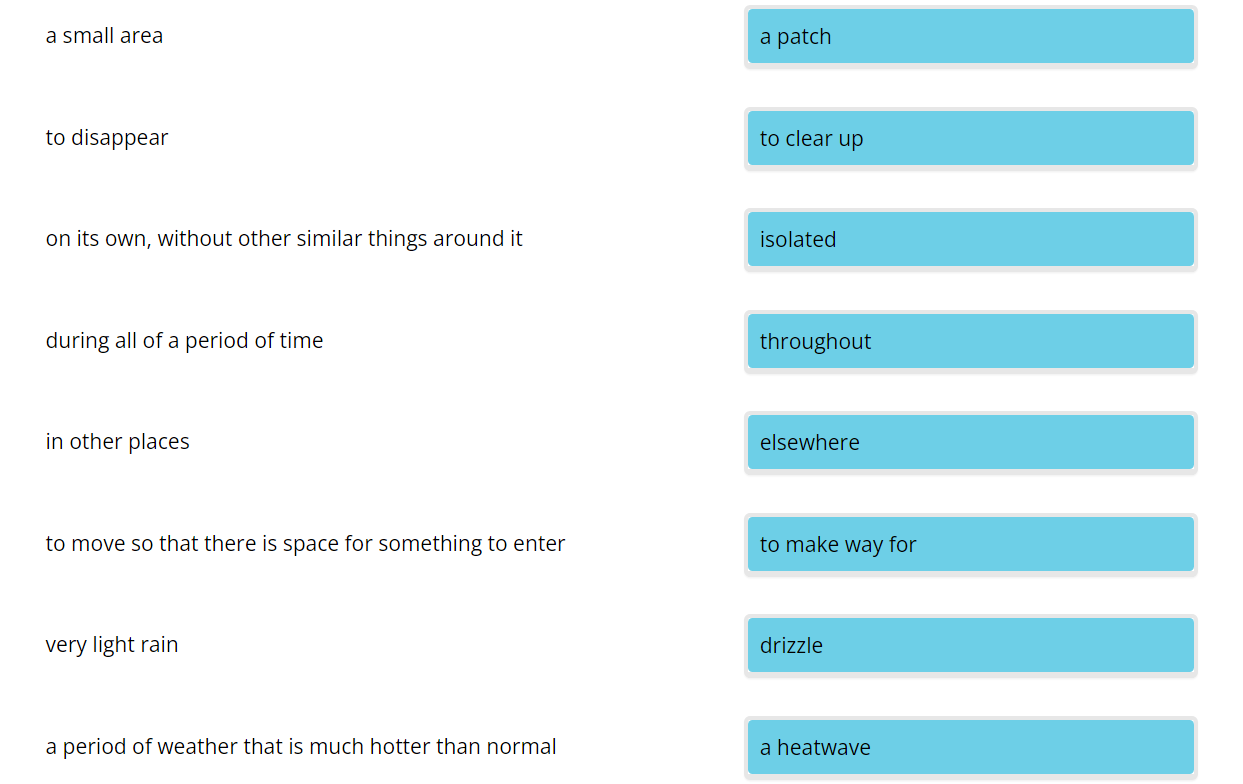 a small area
a patch
to disappear
to clear up
on its own, without other similar things around it
isolated
during all of a period of time
throughout
in other places
elsewhere
to move so that there is space for something to enter
to make way for
very light rain
drizzle
a period of weather that is much hotter than normal
a heatwave